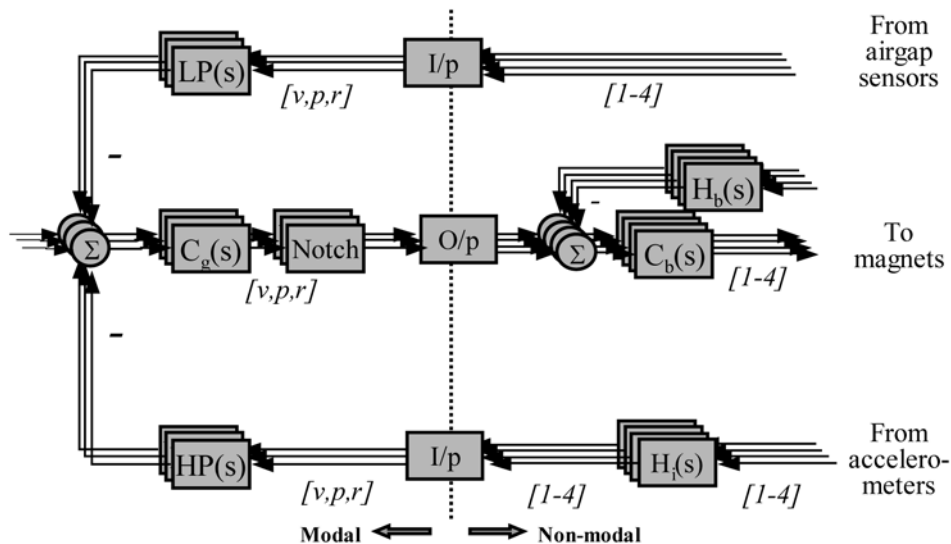 From
airgap
sensors
LP(s)
I/p
[v,p,r]
[1-4]
-
-
H_b(s)
Σ
C_g(s)
Notch
O/p
Σ
C_b(s)
To
magnets
[v,p,r]
[1-4]
-
HP(s)
I/p
H_i(s)
From
accelero-
meters
[v,p,r]
[1-4]
[1-4]
Modal
Non-modal